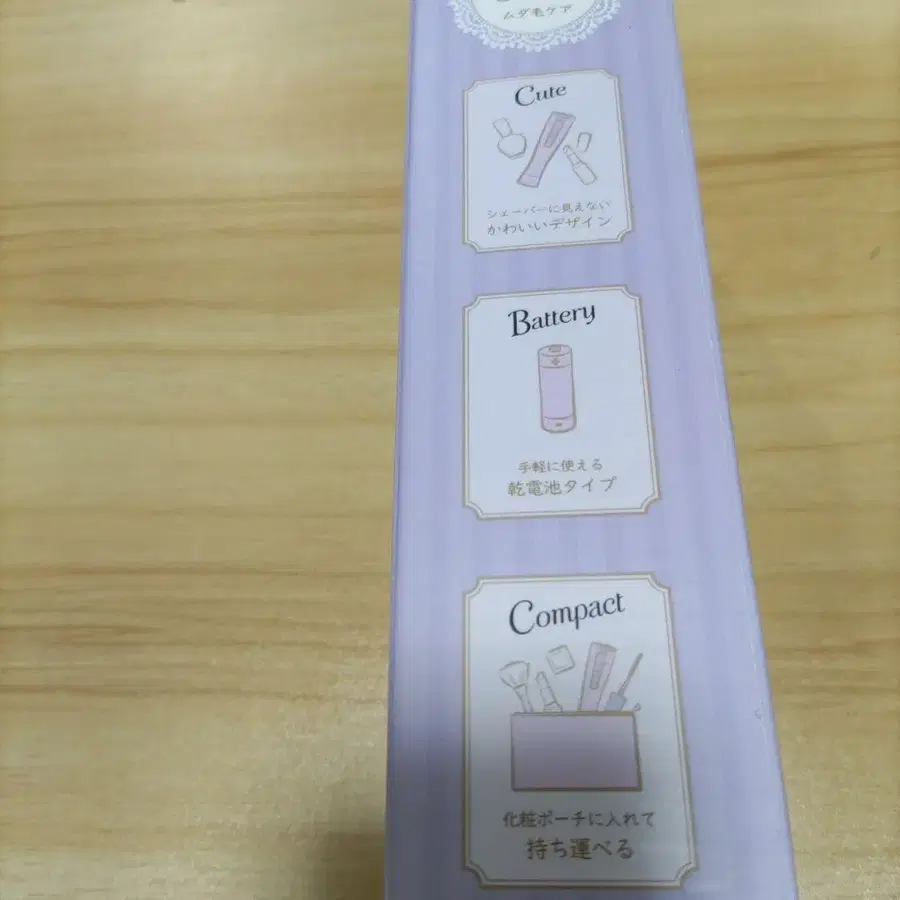 ムダ毛ケア
Cute
シェーバーに見えない
かわいいデザイン
Battery
手軽に使える
乾電池タイプ
Compact
化粧ポーチに入れて
持ち運べる